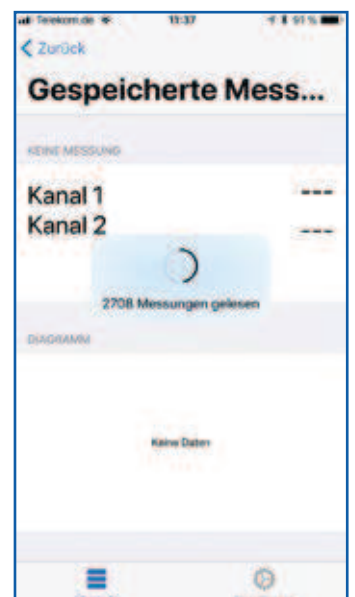 Telekom.de 11:37 91 %
Zurück
Gespeicherte Mess...
KEINE MESSUNG
Kanal 1 ---
Kanal 2 ---
2708 Messungen gelesen
DIAGRAMM
Keine Daten